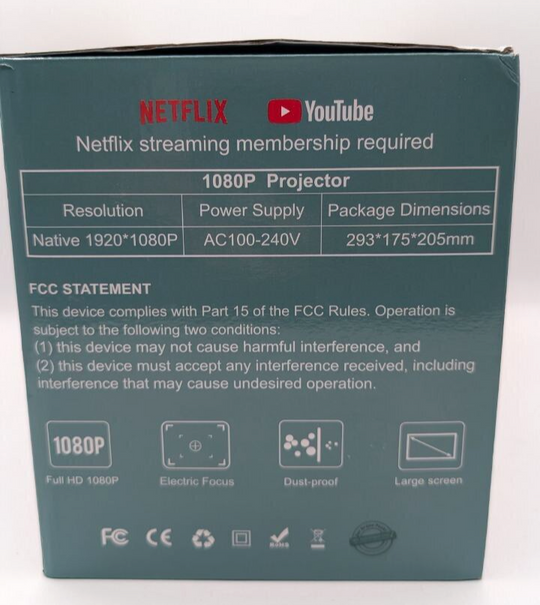 NETFLIX YouTube
Netflix streaming membership required
1080P Projector
Resolution Power Supply Package Dimensions
Native 1920*1080P AC100-240V 293*175*205mm
FCC STATEMENT
This device complies with Part 15 of the FCC Rules. Operation is
subject to the following two conditions:
(1) this device may not cause harmful interference, and
(2) this device must accept any interference received, including
interference that may cause undesired operation.
1080P
Full HD 1080P Electric Focus Dust-proof Large screen
FC CE